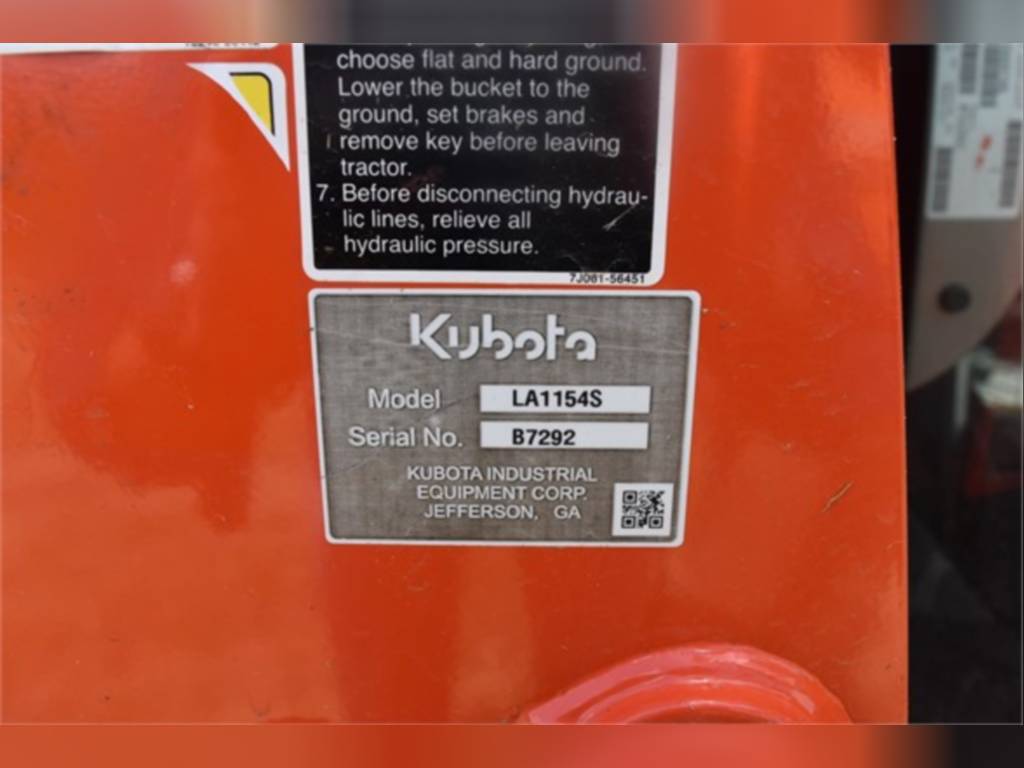 choose flat and hard ground.
Lower the bucket to the
ground, set brakes and
remove key before leaving
tractor.
7. Before disconnecting hydrau-
lic lines, relieve all
hydraulic pressure.
7J081-56451
Kubota
Model LA1154S
Serial No. B7292
KUBOTA INDUSTRIAL
EQUIPMENT CORP.
JEFFERSON, GA